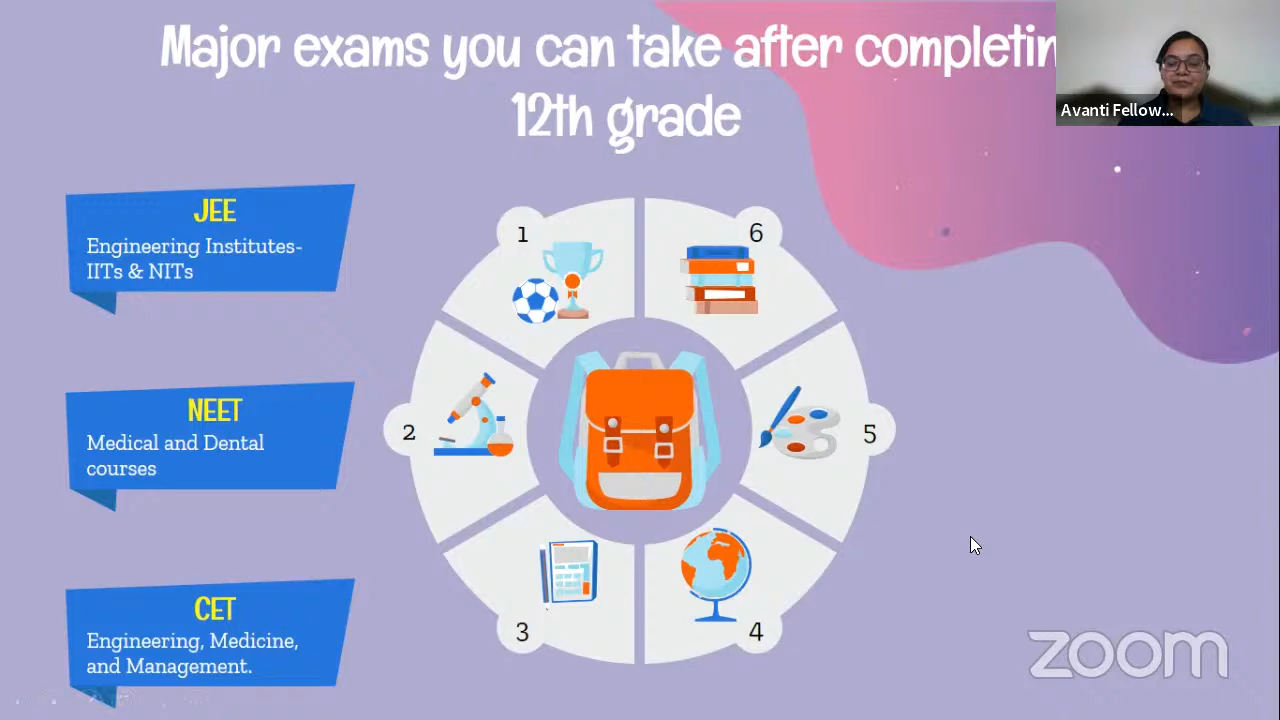 Major exams you can take after completin
12th grade
Avanti Fellow...
JEE
Engineering Institutes-
IITs & NITs
NEET
Medical and Dental
courses
CET
Engineering, Medicine,
and Management.
1
6
2
5
3
4
zoom